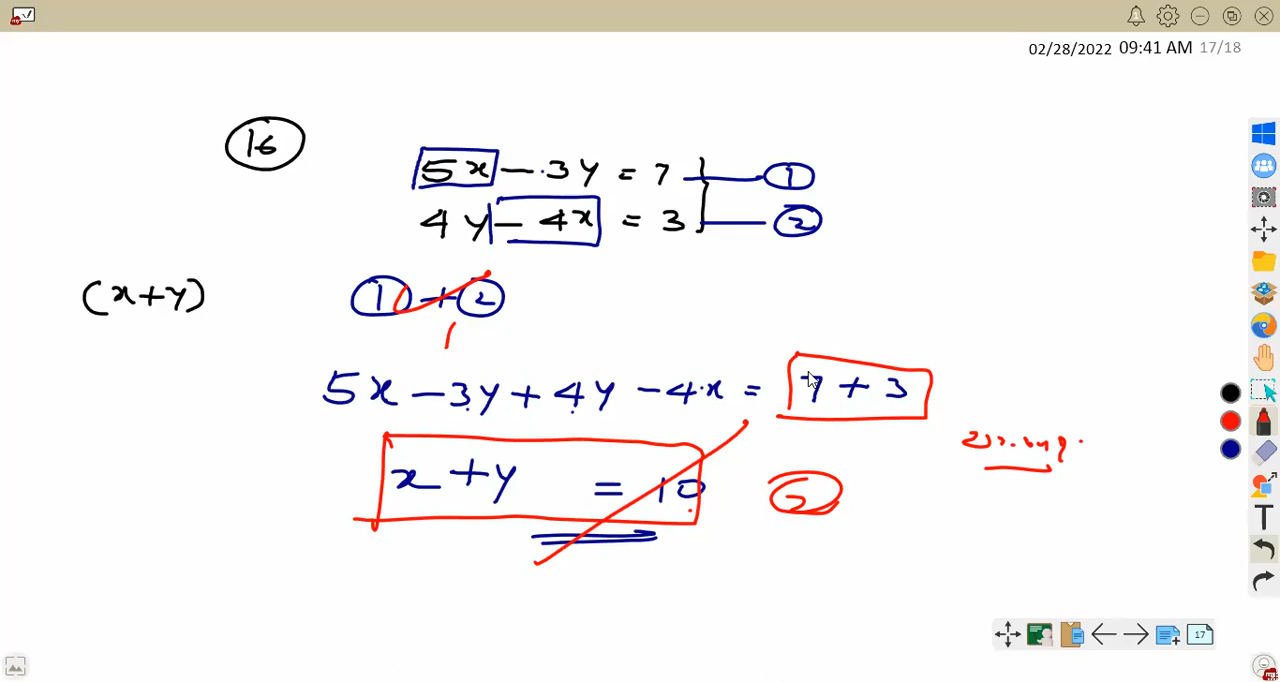 02/28/2022 09:41 AM 17/18
16
5x - 3y = 7 ①
4y - 4x = 3 ②
(x+y) ① + ②
5x - 3y + 4y - 4x = 7 + 3
x + y = 10
17